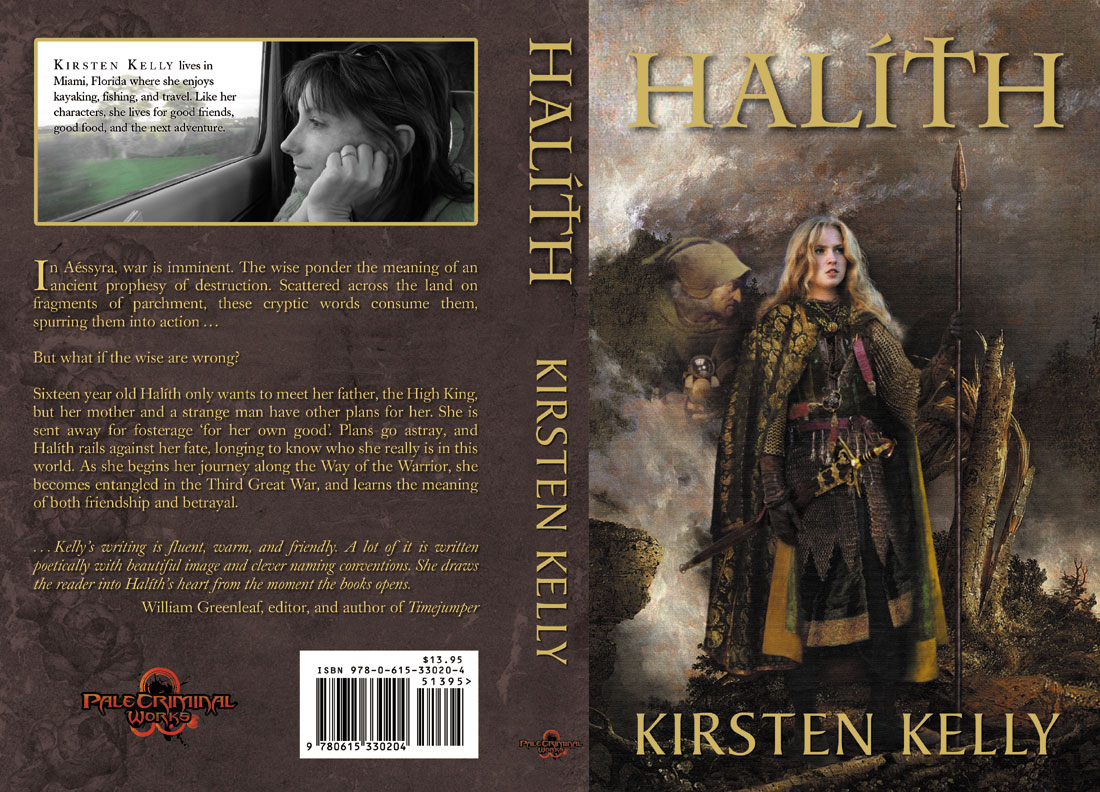 KIRSTEN KELLY lives in
Miami, Florida where she enjoys
kayaking, fishing, and travel. Like her
characters, she lives for good friends,
good food, and the next adventure.
In Aéssyra, war is imminent. The wise ponder the meaning of an
ancient prophesy of destruction. Scattered across the land on
fragments of parchment, these cryptic words consume them,
spurring them into action ...
But what if the wise are wrong?
Sixteen year old Halíth only wants to meet her father, the High King,
but her mother and a strange man have other plans for her. She is
sent away for fosterage ‘for her own good’. Plans go astray, and
Halíth rails against her fate, longing to know who she really is in this
world. As she begins her journey along the Way of the Warrior, she
becomes entangled in the Third Great War, and learns the meaning
of both friendship and betrayal.
... Kelly’s writing is fluent, warm, and friendly. A lot of it is written
poetically with beautiful image and clever naming conventions. She draws
the reader into Halíth’s heart from the moment the books opens.
William Greenleaf, editor, and author of Timejumper
PALE CRIMINAL
WORKS
$13.95
ISBN 978-0-615-33020-4
51395>
9 780615 330204
HALÍTH
KIRSTEN KELLY
PALE CRIMINAL
WORKS
HALÍTH
KIRSTEN KELLY